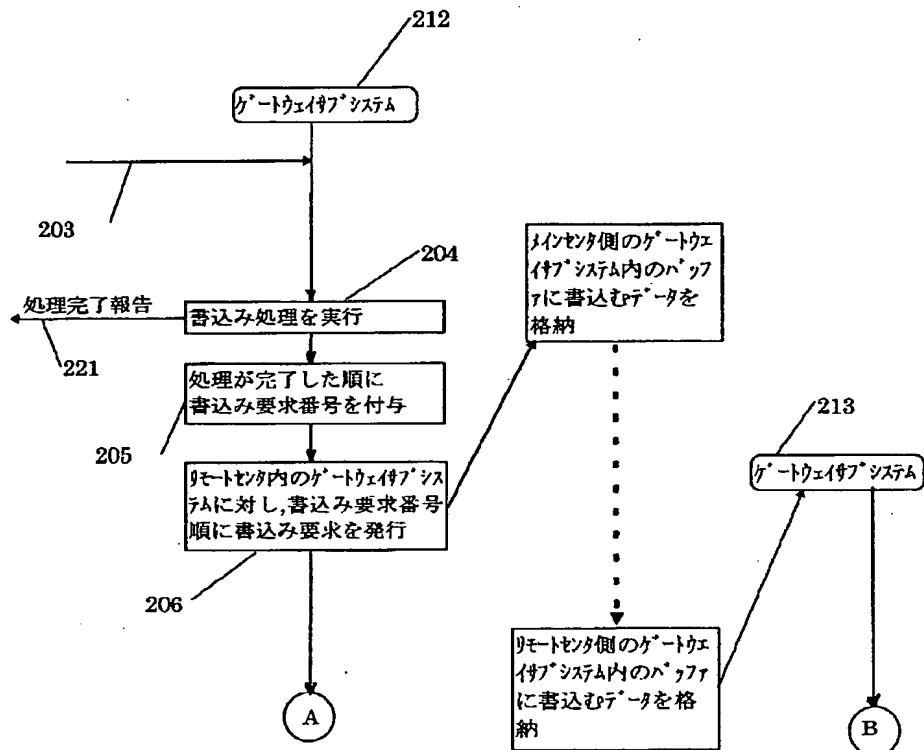 212
ゲートウェイサブシステム
203
204
処理完了報告
書込み処理を実行
221
処理が完了した順に
書込み要求番号を付与
205
リモートセンタ内のゲートウェイサブシス
テムに対し,書込み要求番号
順に書込み要求を発行
206
A
メインセンタ側のゲートウェ
イサブシステム内のバッファ
に書込むデータを
格納
リモートセンタ側のゲートウェ
イサブシステム内のバッファ
に書込むデータを格
納
213
ゲートウェイサブシステム
B